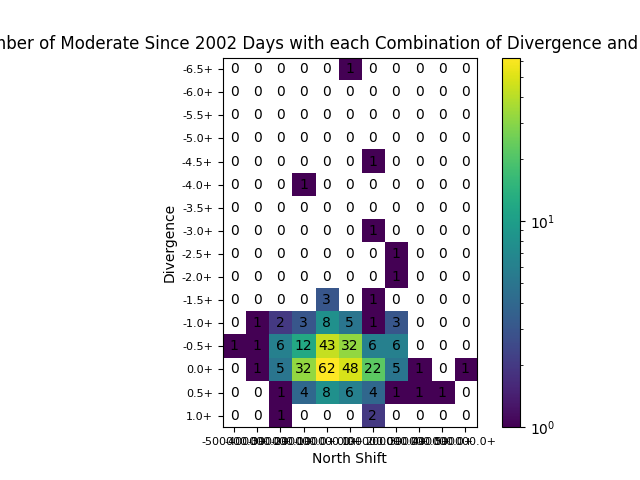 mber of Moderate Since 2002 Days with each Combination of Divergence and
-6.5+ 0 0 0 0 0 1 0 0 0 0 0
-6.0+ 0 0 0 0 0 0 0 0 0 0 0
-5.5+ 0 0 0 0 0 0 0 0 0 0 0
-5.0+ 0 0 0 0 0 0 0 0 0 0 0
-4.5+ 0 0 0 0 0 0 1 0 0 0 0
-4.0+ 0 0 0 1 0 0 0 0 0 0 0
-3.5+ 0 0 0 0 0 0 0 0 0 0 0
-3.0+ 0 0 0 0 0 0 1 0 0 0 0
-2.5+ 0 0 0 0 0 0 0 1 0 0 0
-2.0+ 0 0 0 0 0 0 0 1 0 0 0
-1.5+ 0 0 0 0 3 0 1 0 0 0 0
-1.0+ 0 1 2 3 8 5 1 3 0 0 0
-0.5+ 1 1 6 12 43 32 6 6 0 0 0
0.0+ 0 1 5 32 62 48 22 5 1 0 1
0.5+ 0 0 1 4 8 6 4 1 1 1 0
1.0+ 0 0 1 0 0 0 2 0 0 0 0
North Shift
Divergence
10^1
10^0